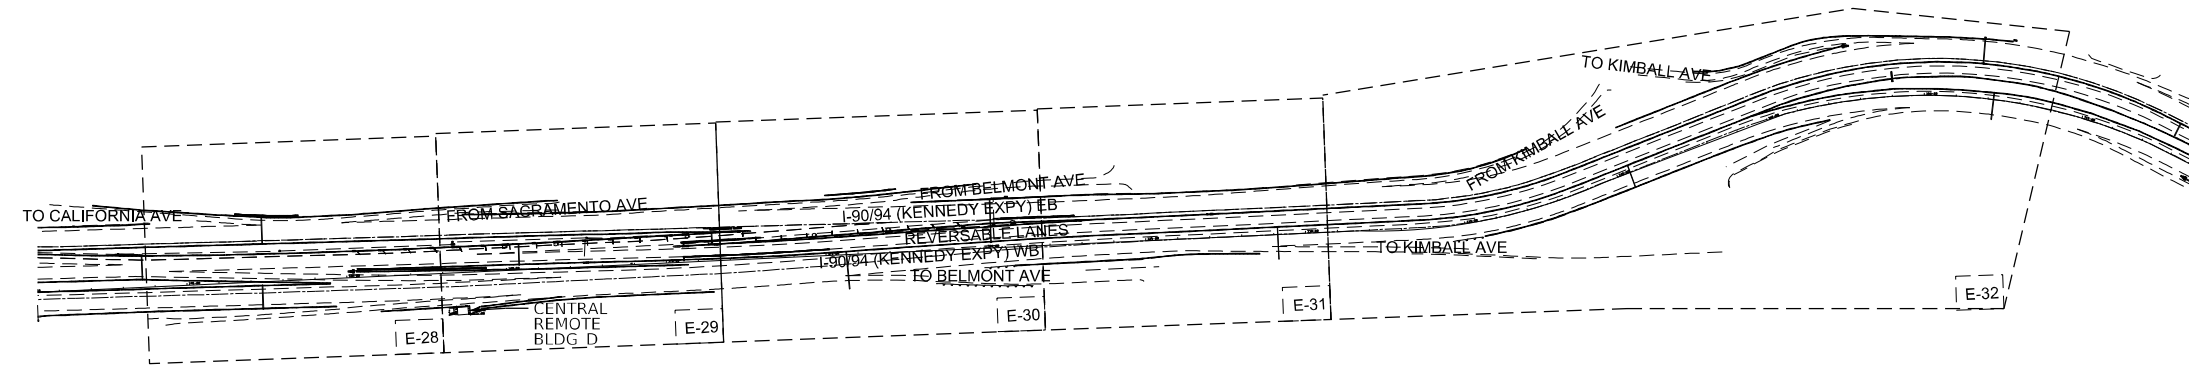 TO KIMBALL AVE
FROM KIMBALL AVE
FROM BELMONT AVE
FROM SACRAMENTO AVE
TO CALIFORNIA AVE
I-90/94 (KENNEDY EXPY) EB
REVERSABLE LANES
TO KIMBALL AVE
I-90/94 (KENNEDY EXPY) WB
TO BELMONT AVE
CENTRAL
REMOTE
BLDG D
E-28
E-29
E-30
E-31
E-32